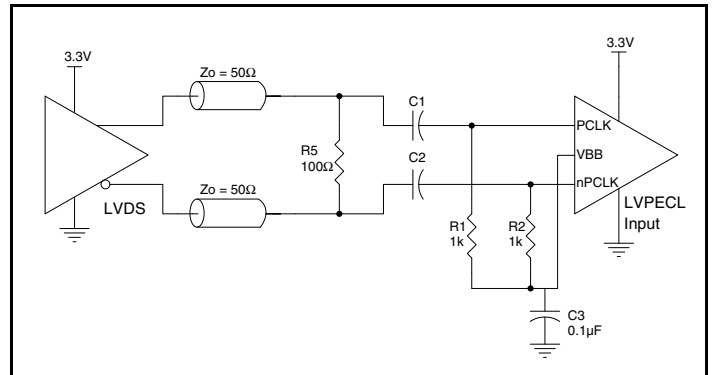 3.3V
3.3V
Zo = 50Ω
C1
PCLK
R5
100Ω
VBB
C2
Zo = 50Ω
nPCLK
LVDS
LVPECL
Input
R1
1k
R2
1k
C3
0.1µF